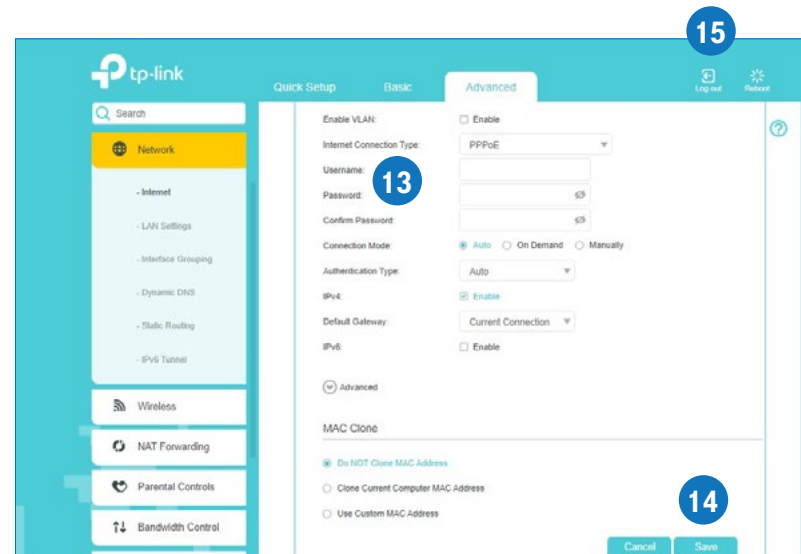 15
tp-link
Quick Setup Basic Advanced Log out Reboot
Search
Network
- Internet
- LAN Settings
- Interface Grouping
- Dynamic DNS
- Static Routing
- IPv6 Tunnel
Wireless
NAT Forwarding
Parental Controls
Bandwidth Control
Enable VLAN: Enable
Internet Connection Type: PPPoE
Username:
13
Password:
Confirm Password:
Connection Mode: Auto On Demand Manually
Authentication Type: Auto
IPv4: Enable
Default Gateway: Current Connection
IPv6: Enable
Advanced
MAC Clone
Do NOT Clone MAC Address
Clone Current Computer MAC Address
Use Custom MAC Address
14
Cancel Save